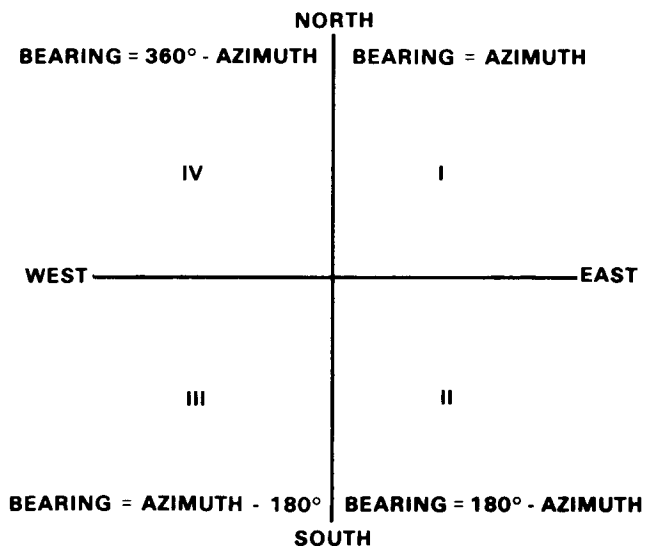 NORTH
BEARING = 360° - AZIMUTH
BEARING = AZIMUTH
IV
I
WEST
EAST
III
II
BEARING = AZIMUTH - 180°
BEARING = 180° - AZIMUTH
SOUTH